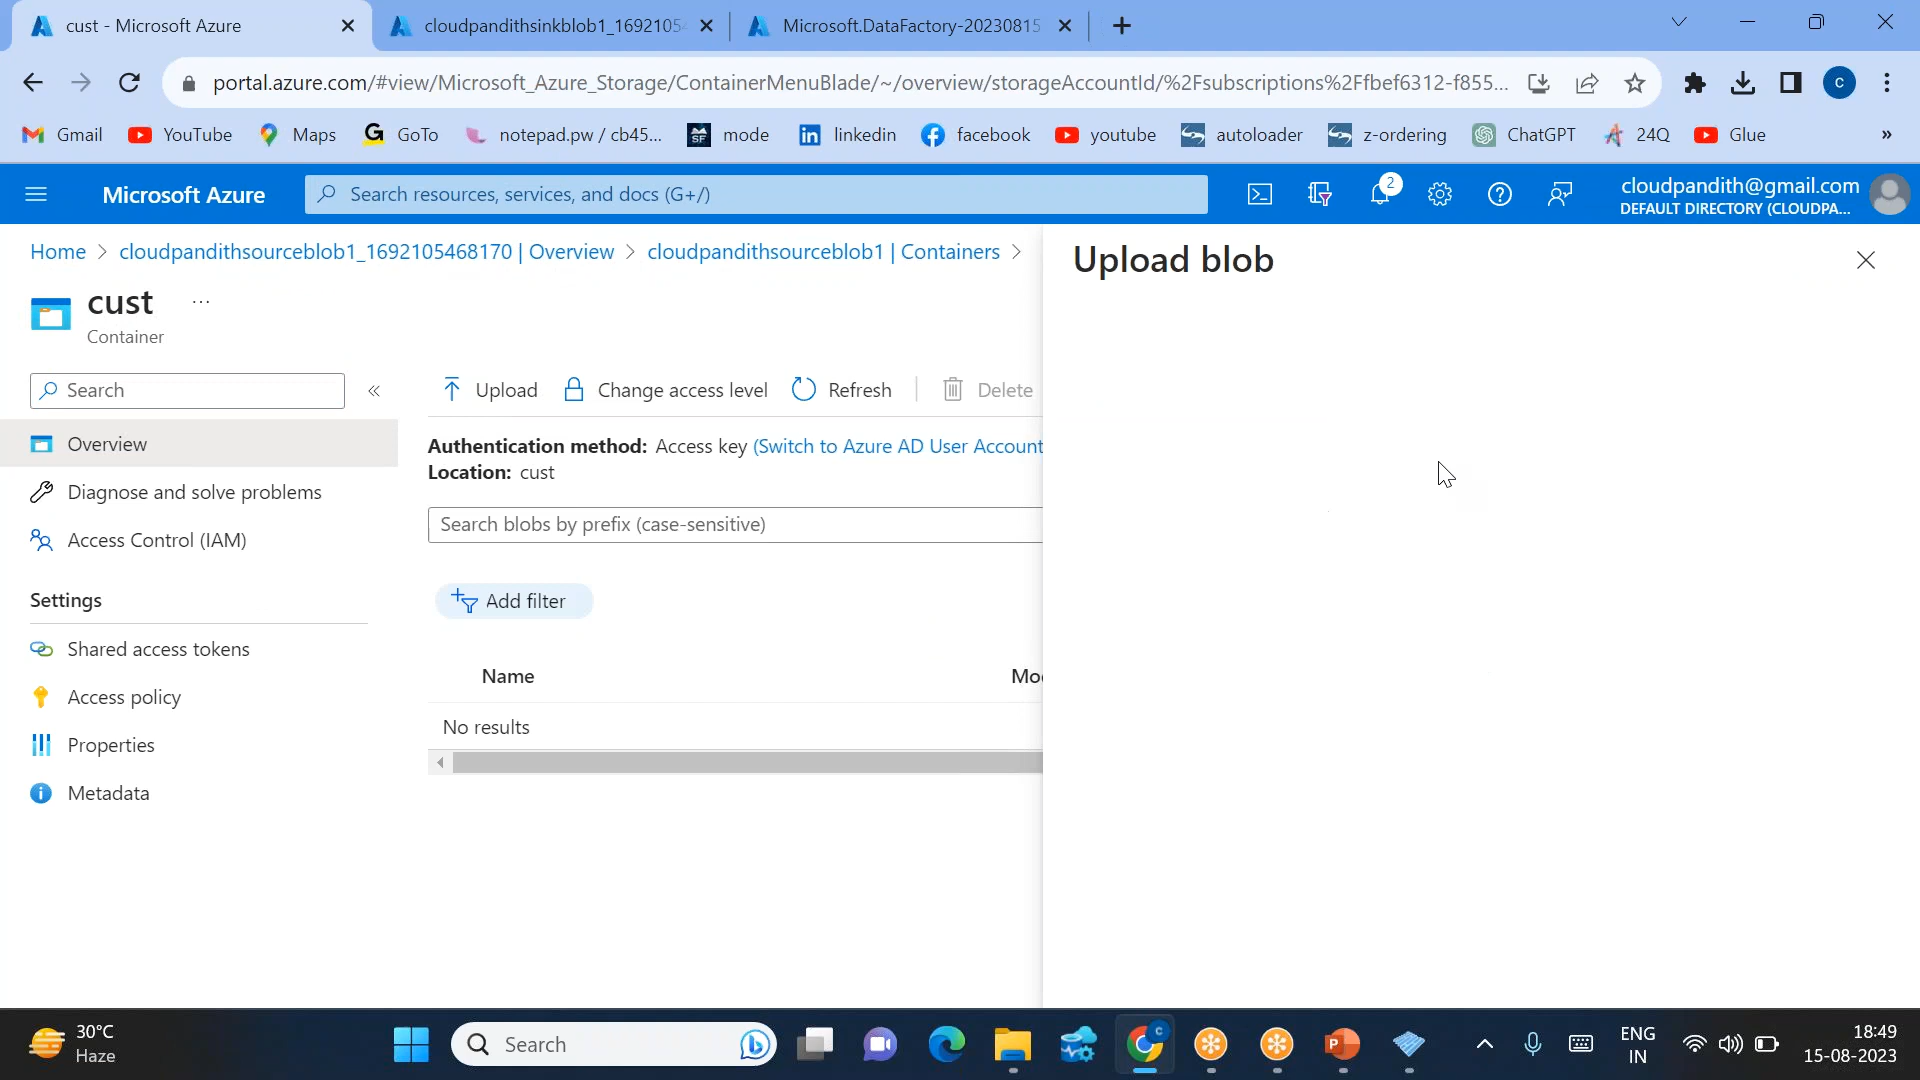 cust - Microsoft Azure
cloudpandithsinkblob1_1692105
Microsoft.DataFactory-20230815
portal.azure.com/#view/Microsoft_Azure_Storage/ContainerMenuBlade/~/overview/storageAccountId/%2Fsubscriptions%2Ffbef6312-f855...
C
Gmail
YouTube
Maps
G GoTo
notepad.pw / cb45...
SF mode
in linkedin
facebook
youtube
autoloader
z-ordering
ChatGPT
24Q
Glue
»
Microsoft Azure
Search resources, services, and docs (G+/)
2
cloudpandith@gmail.com
DEFAULT DIRECTORY (CLOUDPA...
Home > cloudpandithsourceblob1_1692105468170 | Overview > cloudpandithsourceblob1 | Containers >
cust ...
Container
Search
«
Overview
Diagnose and solve problems
Access Control (IAM)
Settings
Shared access tokens
Access policy
Properties
Metadata
Upload
Change access level
Refresh
Delete
Authentication method: Access key (Switch to Azure AD User Account
Location: cust
Search blobs by prefix (case-sensitive)
Add filter
Name
Mo
No results
Upload blob
30°C
Haze
Search
C
P
ENG
IN
18:49
15-08-2023